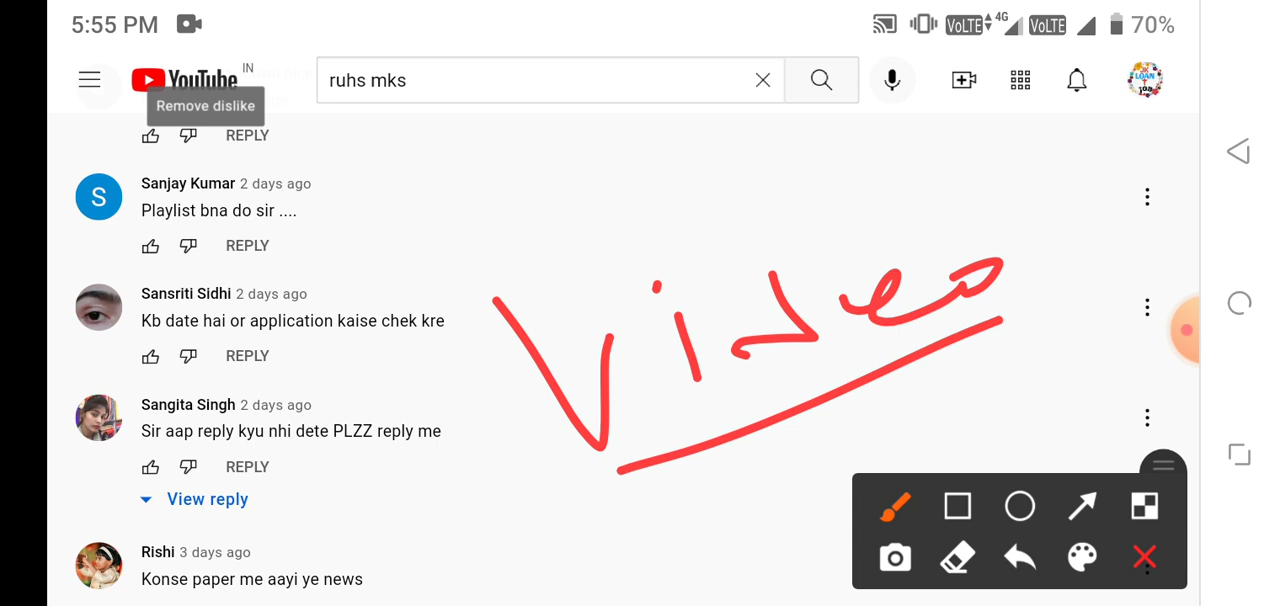 5:55 PM VoLTE 4G VoLTE 70%
YouTube IN ruhs mks
Remove dislike
REPLY
S Sanjay Kumar 2 days ago
Playlist bna do sir ....
REPLY
Sansriti Sidhi 2 days ago
Kb date hai or application kaise chek kre
REPLY
Sangita Singh 2 days ago
Sir aap reply kyu nhi dete PLZZ reply me
REPLY
View reply
Rishi 3 days ago
Konse paper me aayi ye news
Video